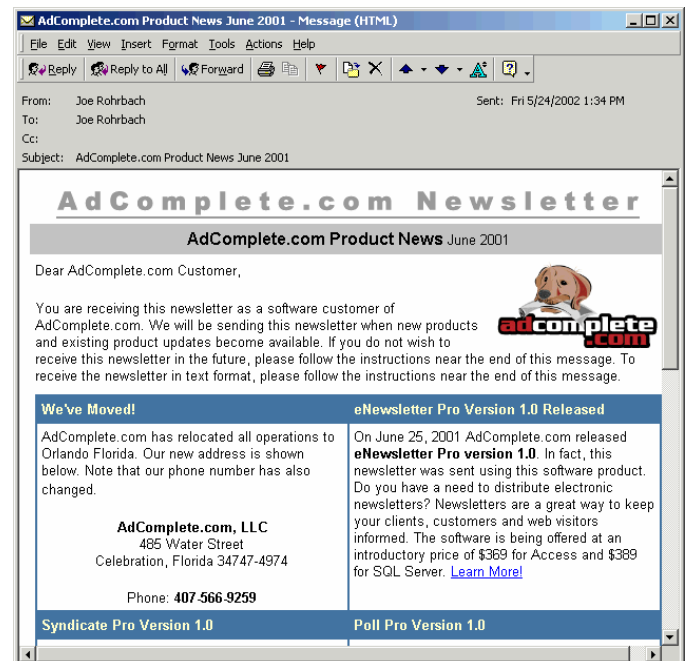 AdComplete.com Product News June 2001 - Message (HTML)
File Edit View Insert Format Tools Actions Help
Reply Reply to All Forward
From: Joe Rohrbach Sent: Fri 5/24/2002 1:34 PM
To: Joe Rohrbach
Cc:
Subject: AdComplete.com Product News June 2001
AdComplete.com Newsletter
AdComplete.com Product News June 2001
Dear AdComplete.com Customer,
adcomplete
.com
You are receiving this newsletter as a software customer of
AdComplete.com. We will be sending this newsletter when new products
and existing product updates become available. If you do not wish to
receive this newsletter in the future, please follow the instructions near the end of this message. To
receive the newsletter in text format, please follow the instructions near the end of this message.
We've Moved!
AdComplete.com has relocated all operations to
Orlando Florida. Our new address is shown
below. Note that our phone number has also
changed.
AdComplete.com, LLC
485 Water Street
Celebration, Florida 34747-4974
Phone: 407-566-9259
eNewsletter Pro Version 1.0 Released
On June 25, 2001 AdComplete.com released
eNewsletter Pro version 1.0. In fact, this
newsletter was sent using this software product.
Do you have a need to distribute electronic
newsletters? Newsletters are a great way to keep
your clients, customers and web visitors
informed. The software is being offered at an
introductory price of $369 for Access and $389
for SQL Server. Learn More!
Syndicate Pro Version 1.0
Poll Pro Version 1.0